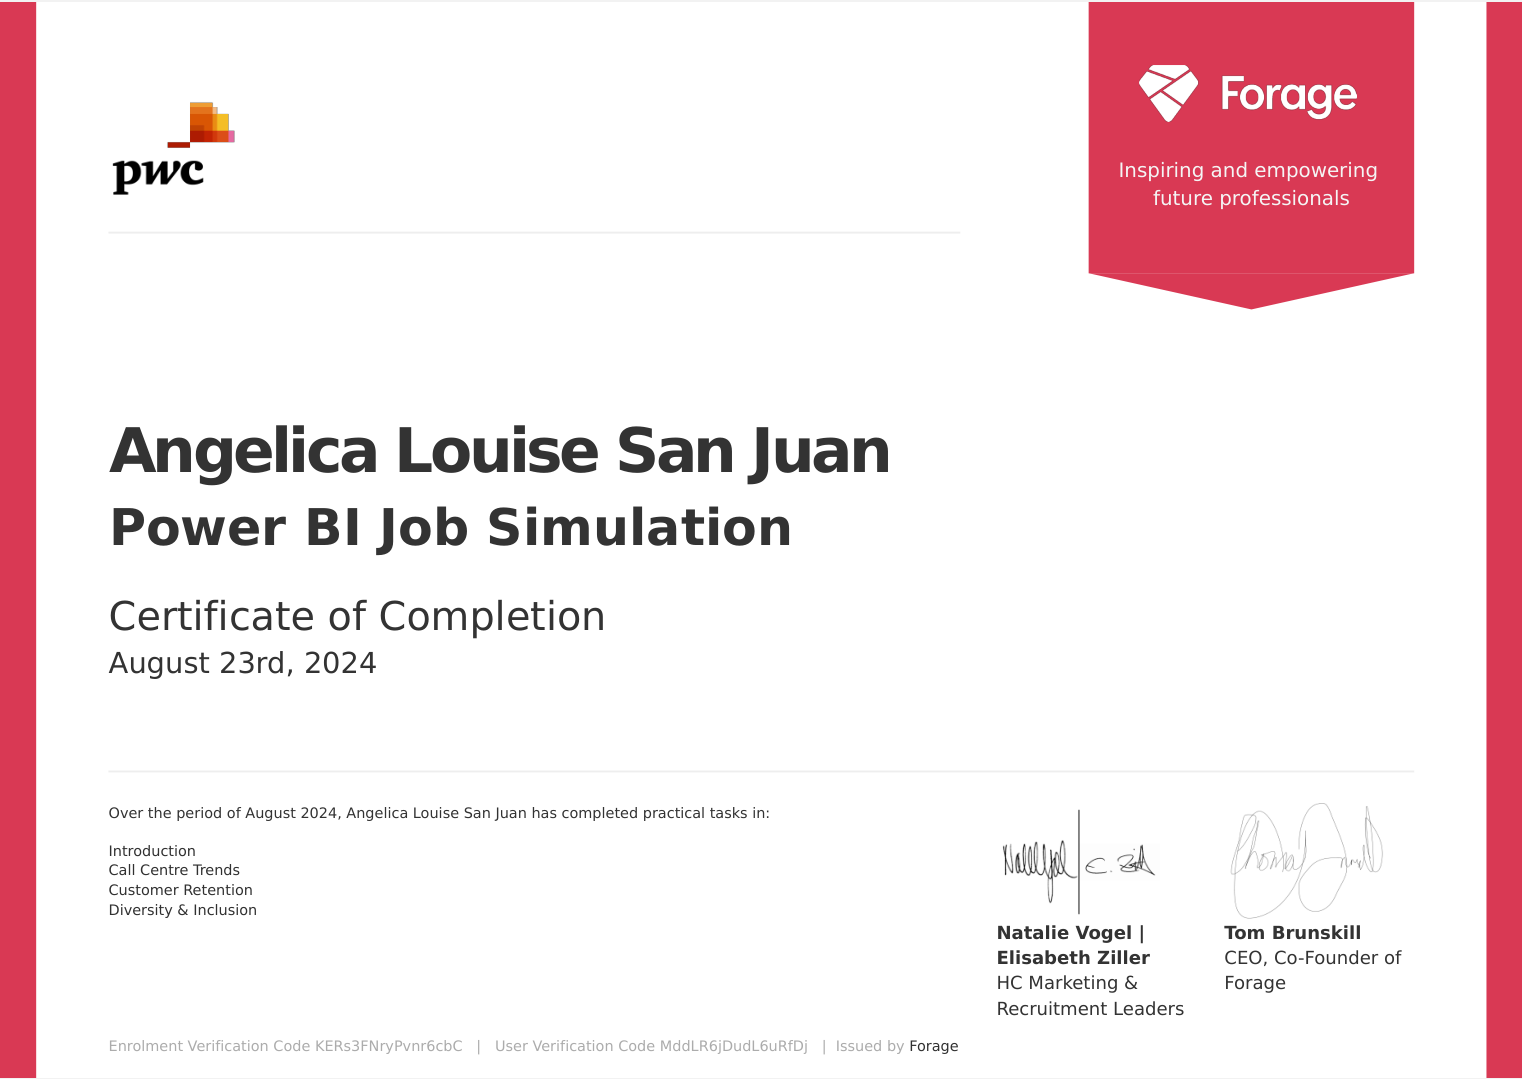 pwc
Forage
Inspiring and empowering
future professionals
Angelica Louise San Juan
Power BI Job Simulation
Certificate of Completion
August 23rd, 2024
Over the period of August 2024, Angelica Louise San Juan has completed practical tasks in:
Introduction
Call Centre Trends
Customer Retention
Diversity & Inclusion
Natalie Vogel |
Elisabeth Ziller
HC Marketing &
Recruitment Leaders
Tom Brunskill
CEO, Co-Founder of
Forage
Enrolment Verification Code KERs3FNryPvnr6cbC | User Verification Code MddLR6jDudL6uRfDj | Issued by Forage